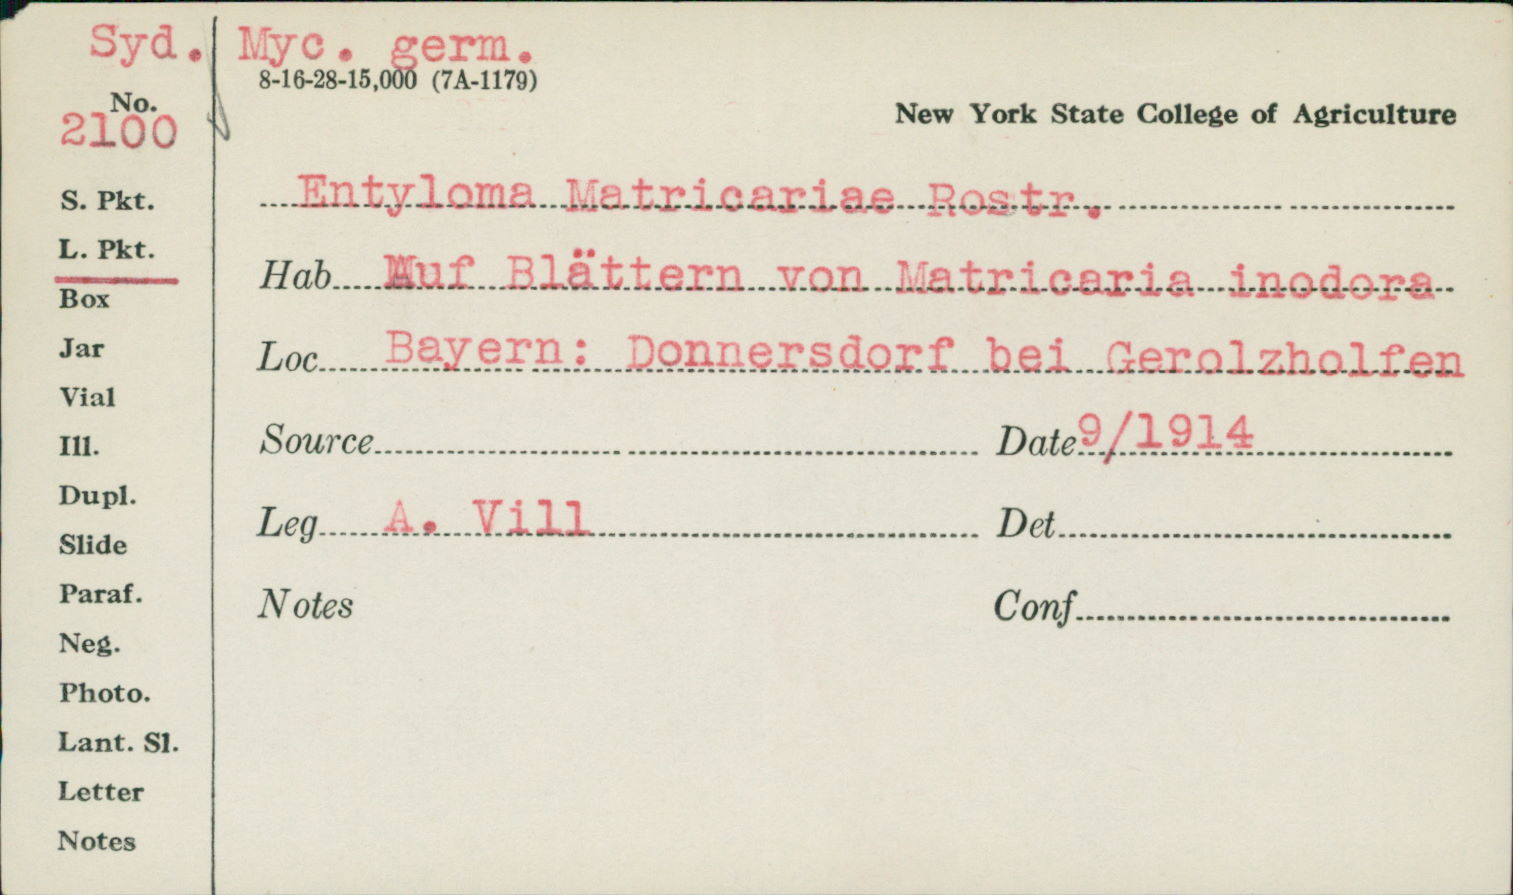 Syd. Myc. germ.
8-16-28-15,000 (7A-1179)
No.
2100
New York State College of Agriculture
S. Pkt.
L. Pkt.
Box
Jar
Vial
Ill.
Dupl.
Slide
Paraf.
Neg.
Photo.
Lant. Sl.
Letter
Notes
Entyloma Matricariae Rostr.
Hab Auf Blättern von Matricaria inodora
Loc Bayern: Donnersdorf bei Gerolzholfen
Source Date 9/1914
Leg A. Vill Det
Notes Conf